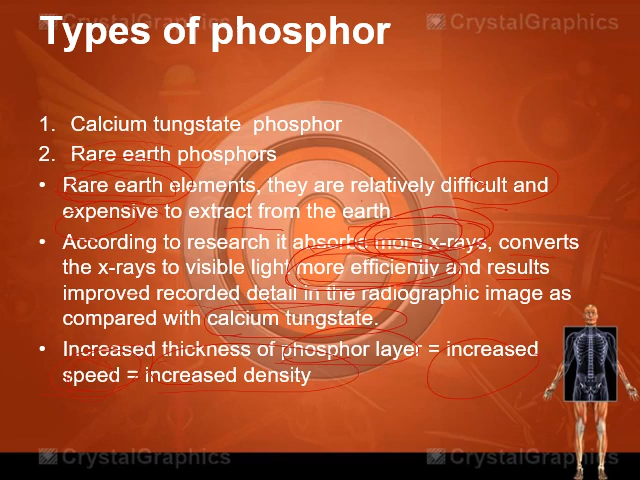 CrystalGraphics CrystalGraphics
Types of phosphor
1. Calcium tungstate phosphor
2. Rare earth phosphors
• Rare earth elements, they are relatively difficult and
expensive to extract from the earth
• According to research it absorbs more x-rays, converts
the x-rays to visible light more efficiently and results
improved recorded detail in the radiographic image as
compared with calcium tungstate.
• Increased thickness of phosphor layer = increased
speed = increased density
CrystalGraphics CrystalGraphics